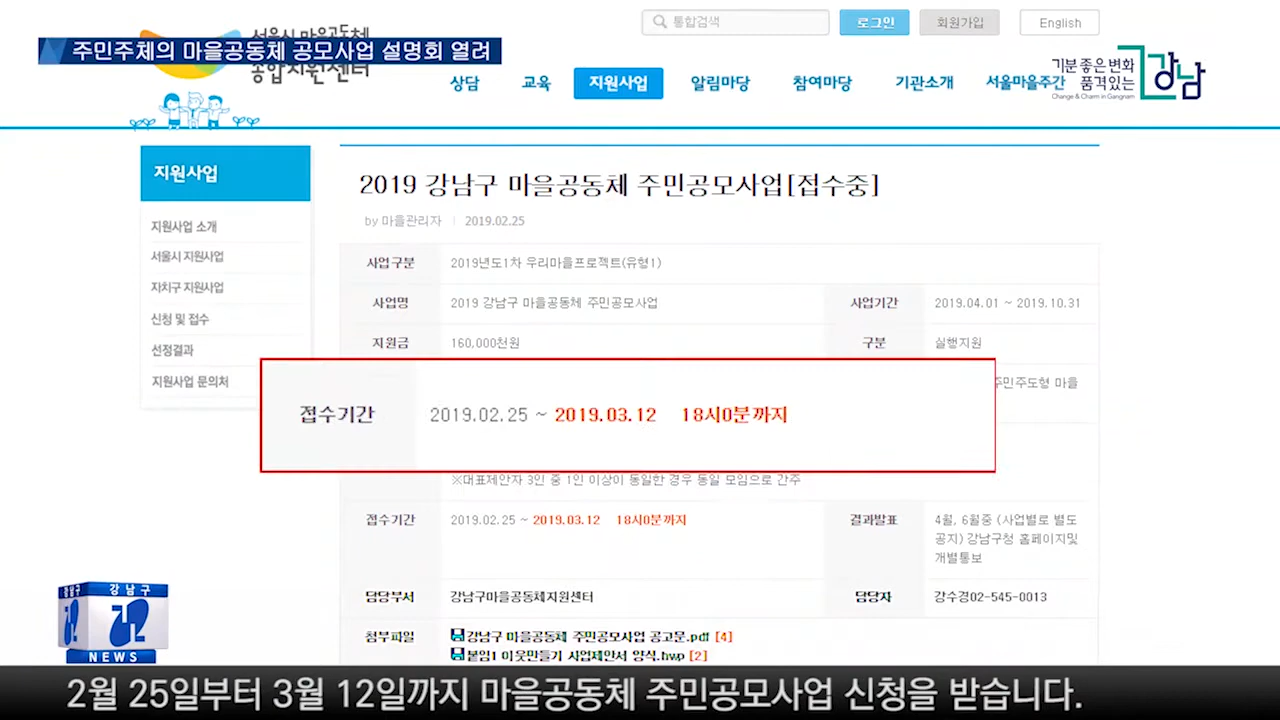 통합검색
로그인
회원가입
English
서울시 마을공동체
종합지원센터
주민주체의 마을공동체 공모사업 설명회 열려
상담 교육 지원사업 알림마당 참여마당 기관소개 서울마을주간
기분 좋은 변화
품격 있는
강남
Change & Charm in Gangnam
지원사업
지원사업 소개
서울시 지원사업
자치구 지원사업
신청 및 접수
선정결과
지원사업 문의처
2019 강남구 마을공동체 주민공모사업[접수중]
by 마을관리자 | 2019.02.25
사업구분 2019년도1차 우리마을프로젝트(유형1)
사업명 2019 강남구 마을공동체 주민공모사업 사업기간 2019.04.01 ~ 2019.10.31
지원금 160,000천원 구분 실행지원
주민주도형 마을
접수기간 2019.02.25 ~ 2019.03.12 18시0분까지
※대표제안자 3인 중 1인 이상이 동일한 경우 동일 모임으로 간주
접수기간 2019.02.25 ~ 2019.03.12 18시0분까지 결과발표 4월, 6월중 (사업별로 별도
공지) 강남구청 홈페이지및
개별통보
담당부서 강남구마을공동체지원센터 담당자 강수경02-545-0013
첨부파일 강남구 마을공동체 주민공모사업 공고문.pdf [4]
붙임1 이웃만들기 사업제안서 양식.hwp [2]
강남구 강남구
NEWS
2월 25일부터 3월 12일까지 마을공동체 주민공모사업 신청을 받습니다.